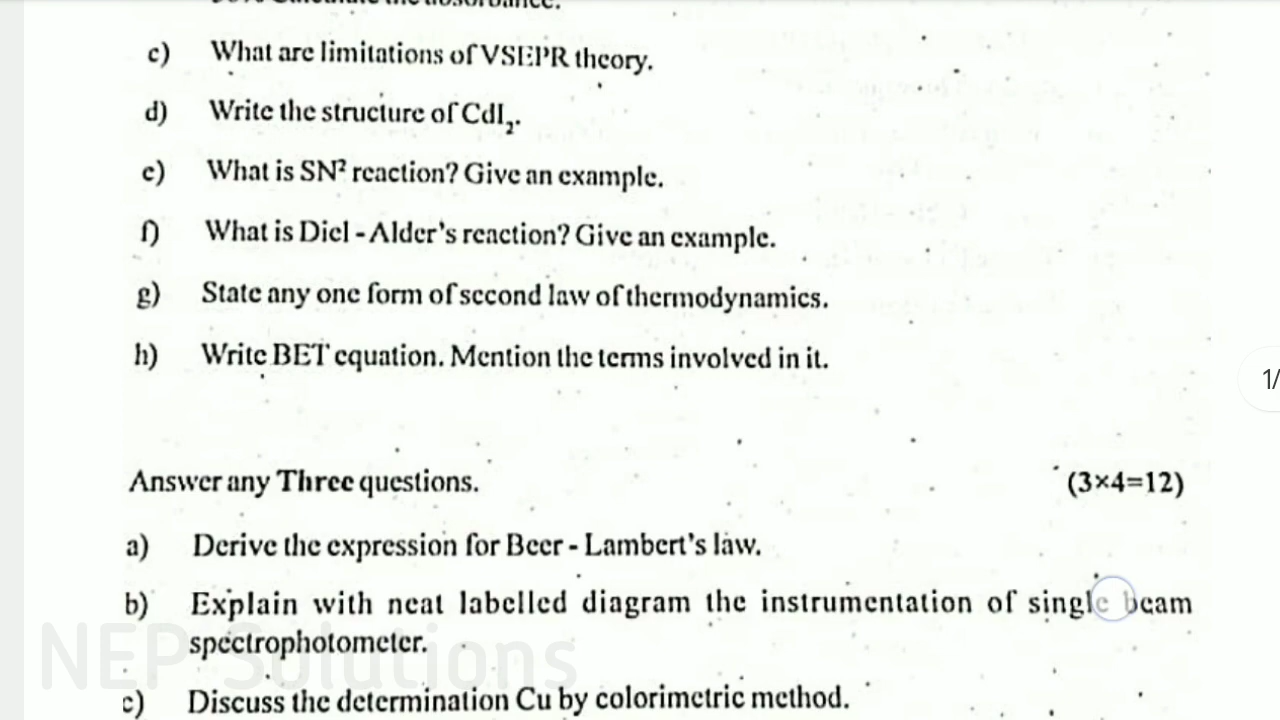 c) What are limitations of VSEPR theory.
d) Write the structure of CdI₂.
e) What is SN² reaction? Give an example.
f) What is Diel - Alder's reaction? Give an example.
g) State any one form of second law of thermodynamics.
h) Write BET equation. Mention the terms involved in it.
1/
Answer any Three questions. (3×4=12)
a) Derive the expression for Beer - Lambert's law.
b) Explain with neat labelled diagram the instrumentation of single beam
spectrophotometer.
NEP Solutions
c) Discuss the determination Cu by colorimetric method.